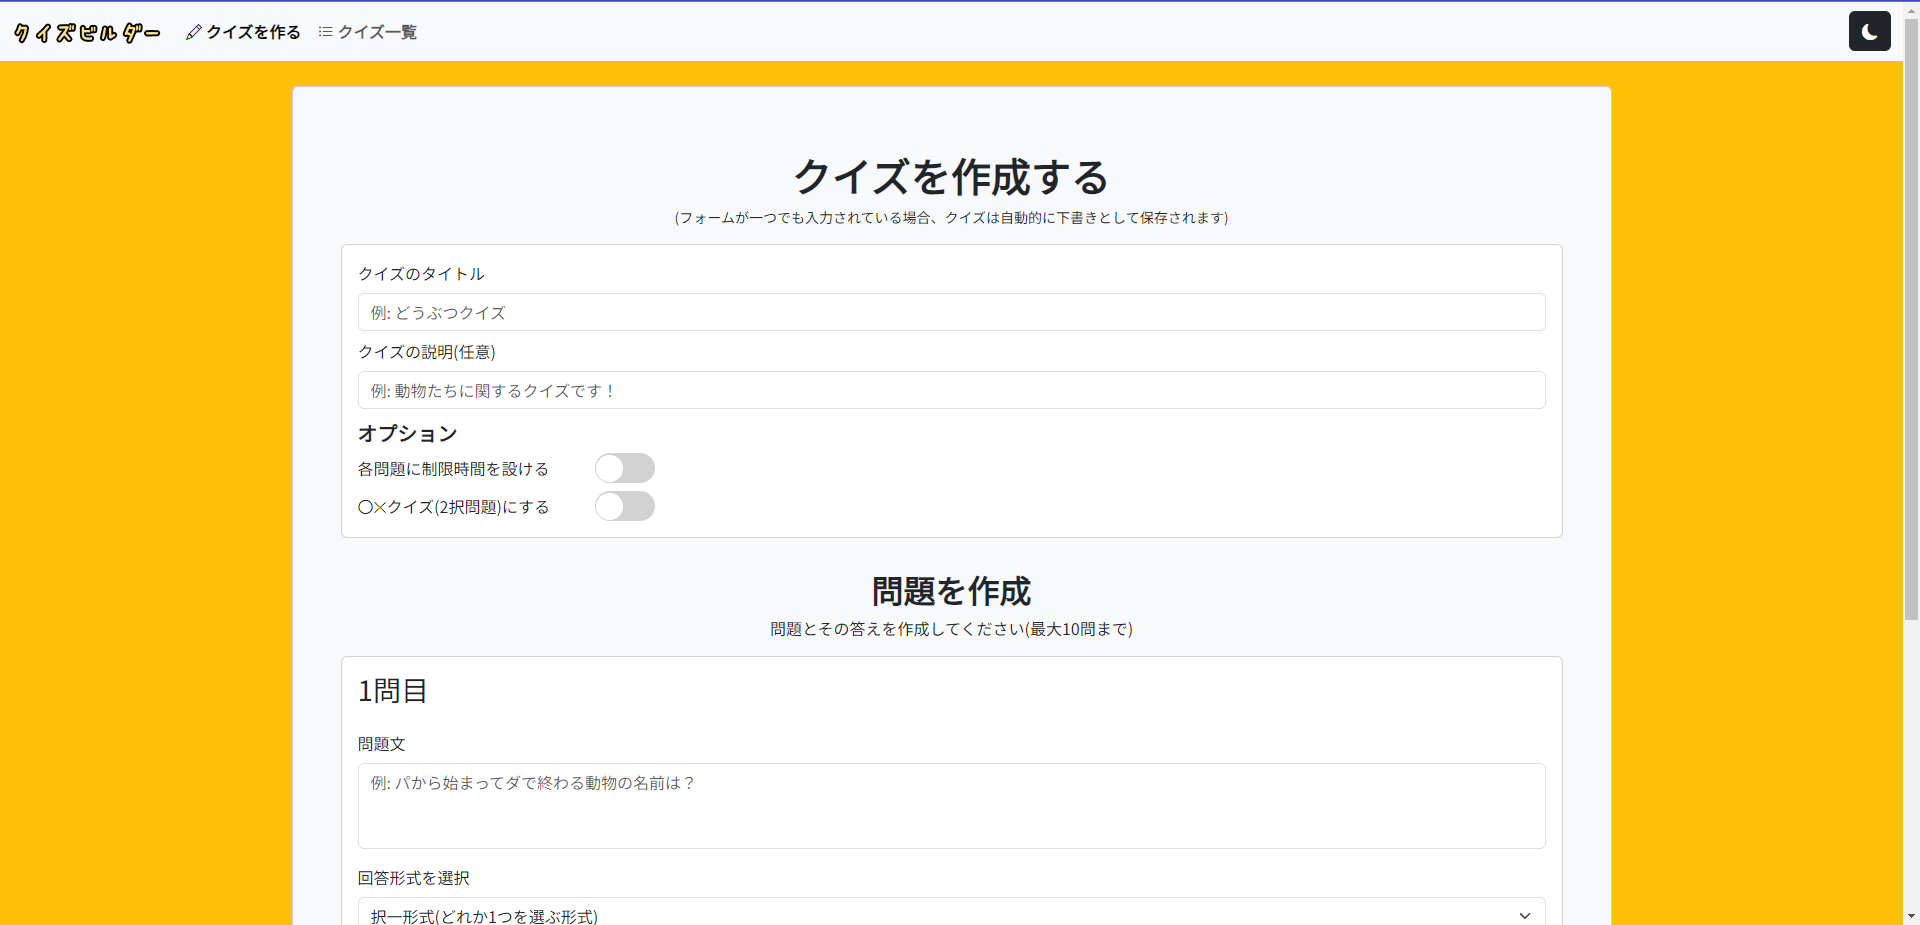 クイズビルダー クイズを作る クイズ一覧
クイズを作成する
(フォームが一つでも入力されている場合、クイズは自動的に下書きとして保存されます)
クイズのタイトル
例: どうぶつクイズ
クイズの説明(任意)
例: 動物たちに関するクイズです！
オプション
各問題に制限時間を設ける
〇×クイズ(2択問題)にする
問題を作成
問題とその答えを作成してください(最大10問まで)
1問目
問題文
例: パから始まってダで終わる動物の名前は？
回答形式を選択
択一形式(どれか1つを選ぶ形式)